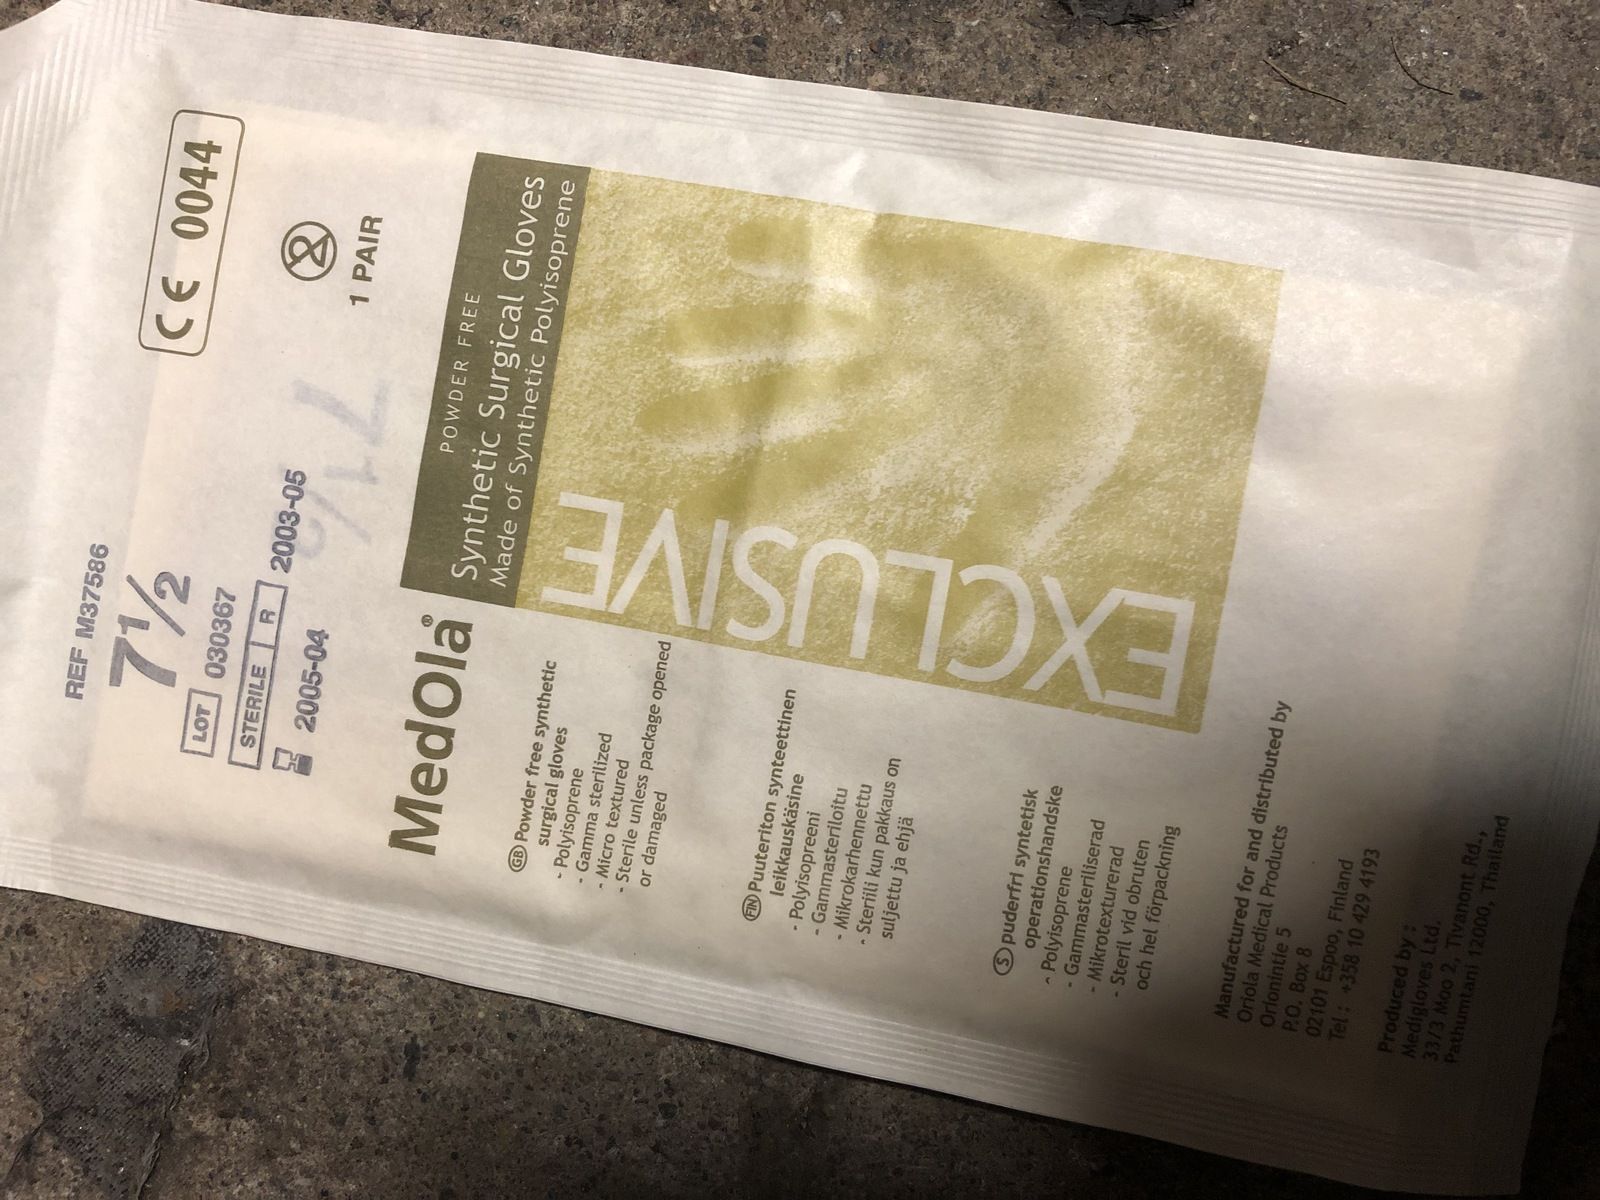 REF M37586
7 1/2
LOT 030367
STERILE R 2003-05
2005-04
CE 0044
2
1 PAIR
7 1/2
MedOla®
POWDER FREE
Synthetic Surgical Gloves
Made of Synthetic Polyisoprene
EXCLUSIVE
GB Powder free synthetic
surgical gloves
- Polyisoprene
- Gamma sterilized
- Micro textured
- Sterile unless package opened
or damaged
FIN Puuteriton synteettinen
leikkauskäsine
- Polyisopreeni
- Gammasteriloitu
- Mikrokarhennettu
- Steriili kun pakkaus on
suljettu ja ehjä
S puderfri syntetisk
operationshandske
- Polyisoprene
- Gammasteriliserad
- Mikrotexturerad
- Steril vid obruten
och hel förpackning
Manufactured for and distributed by
Oriola Medical Products
Orionintie 5
P.O. Box 8
02101 Espoo, Finland
Tel : +358 10 429 4193
Produced by :
Medigloves Ltd.
33/3 Moo 2, Tivanont Rd.,
Pathumtani 12000, Thailand